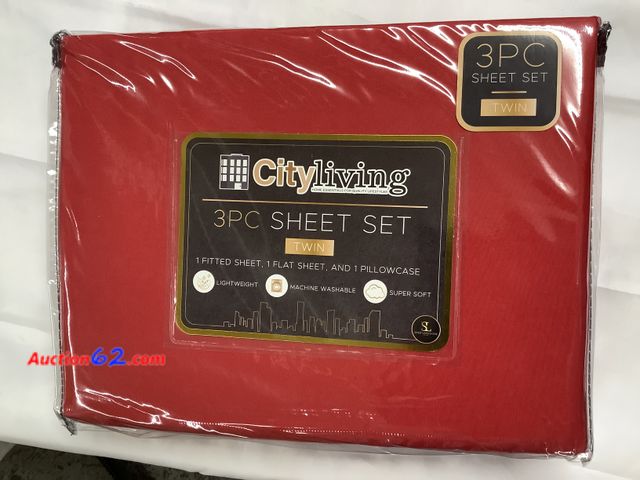 3PC
SHEET SET
TWIN
Cityliving
3PC SHEET SET
TWIN
1 FITTED SHEET, 1 FLAT SHEET, AND 1 PILLOWCASE
LIGHTWEIGHT
MACHINE WASHABLE
SUPER SOFT
SL
Auction62.com